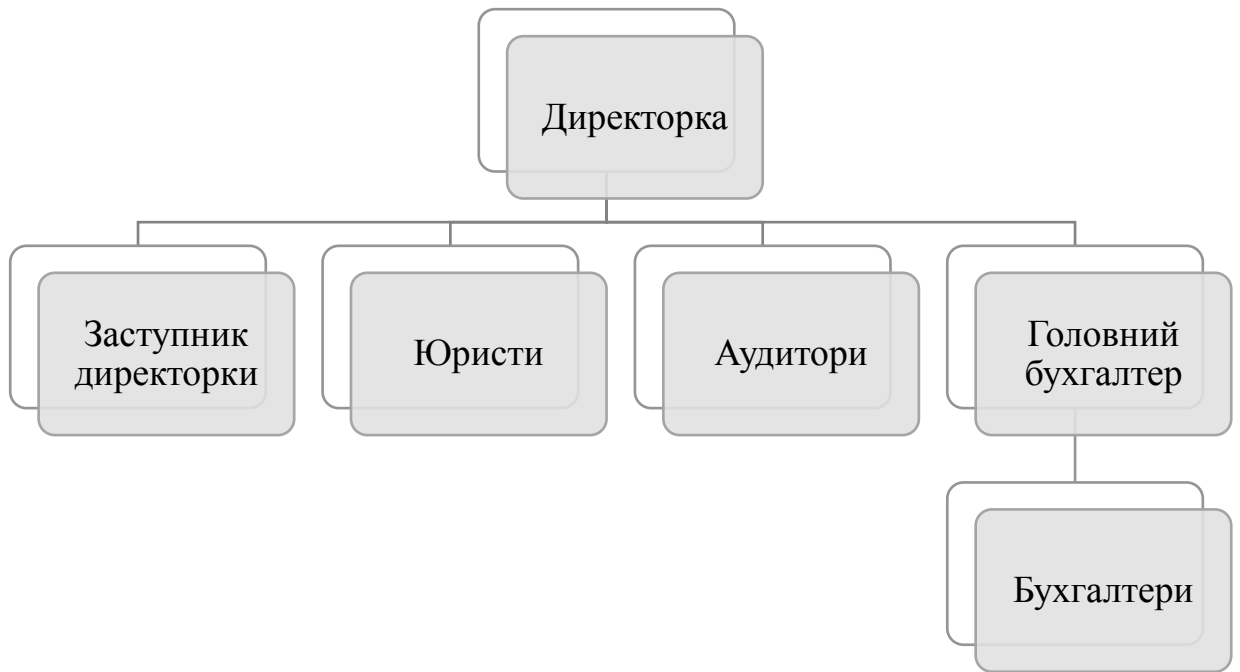 Директорка
Заступник
директорки
Юристи
Аудитори
Головний
бухгалтер
Бухгалтери